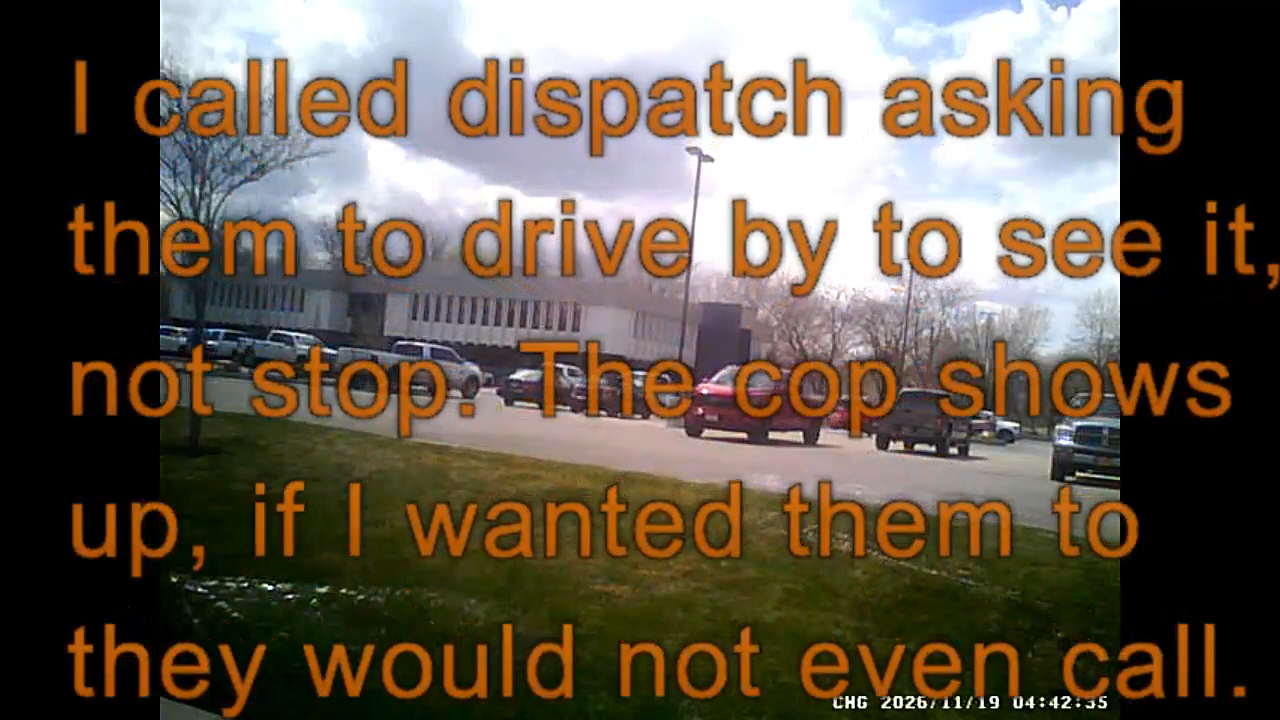 I called dispatch asking
them to drive by to see it,
not stop. The cop shows
up, if I wanted them to
they would not even call.
CHG 2026/11/19 04:42:35